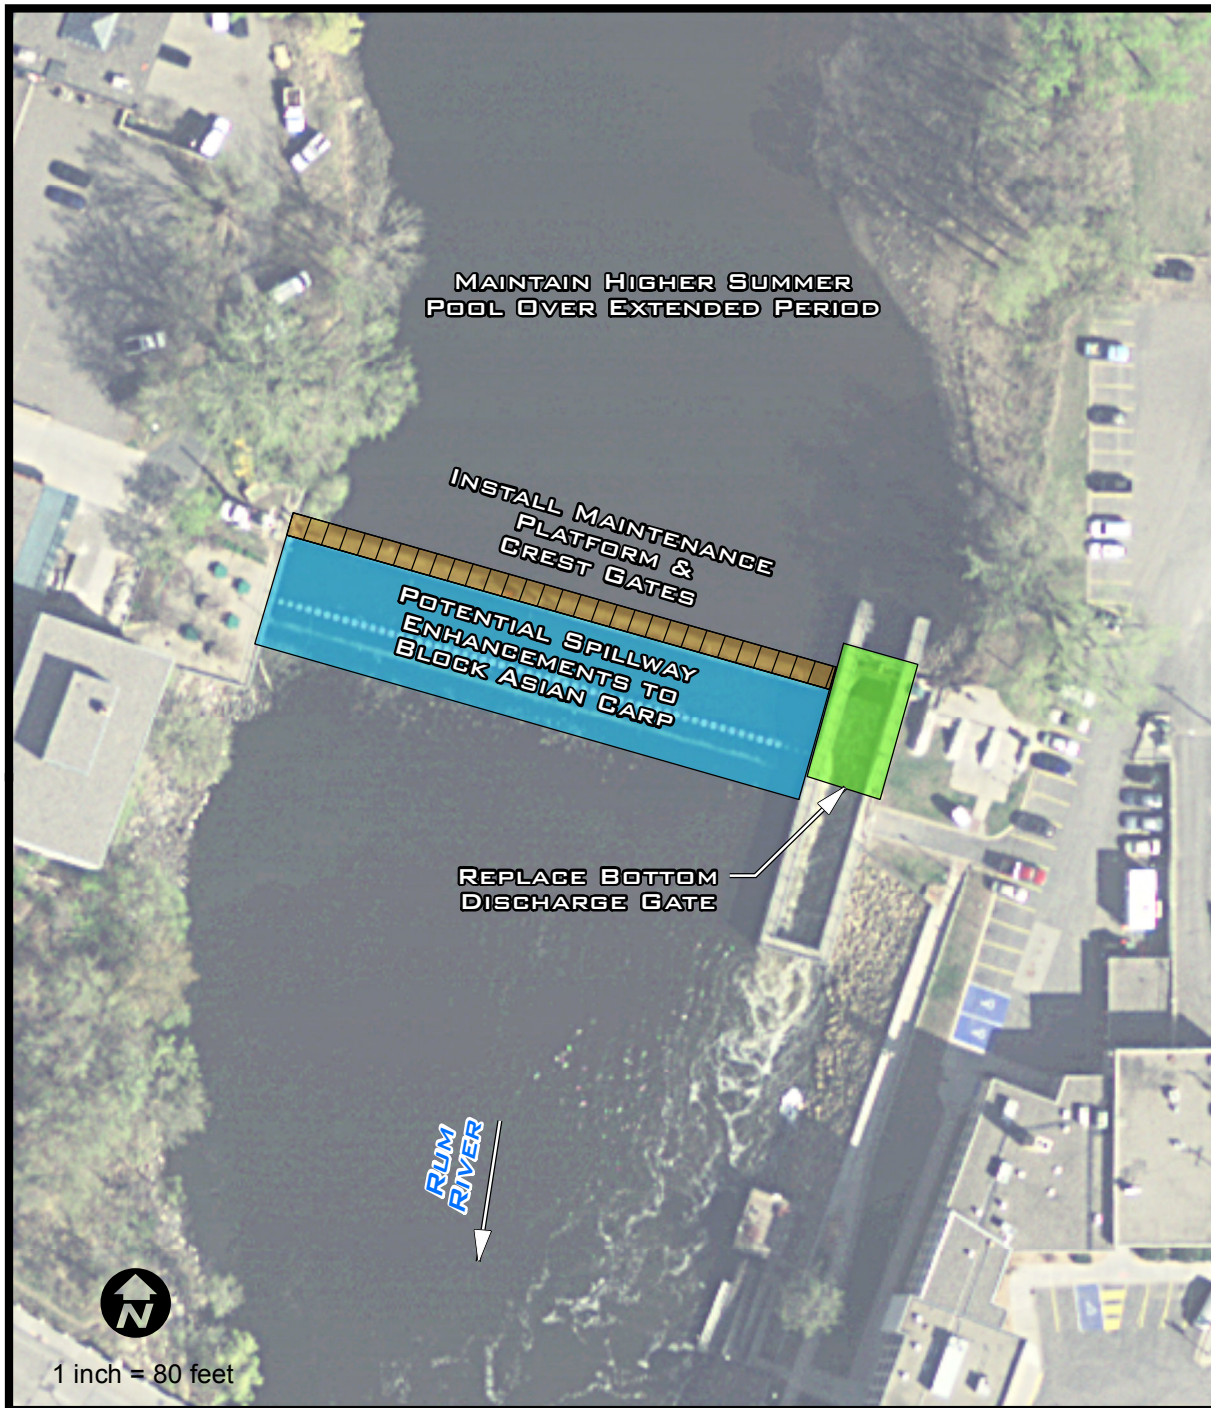 Maintain Higher Summer
Pool Over Extended Period
Install Maintenance
Platform &
Crest Gates
Potential Spillway
Enhancements to
Block Asian Carp
Replace Bottom
Discharge Gate
Rum
River
N
1 inch = 80 feet